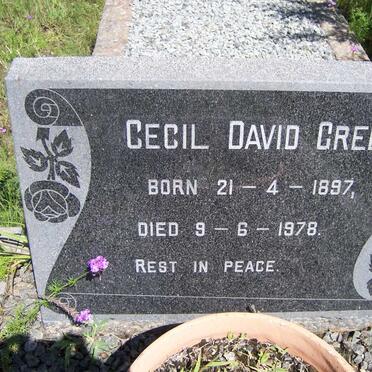 CECIL DAVID
BORN 21 - 4 - 1897,
DIED 9 - 6 - 1978.
REST IN PEACE.